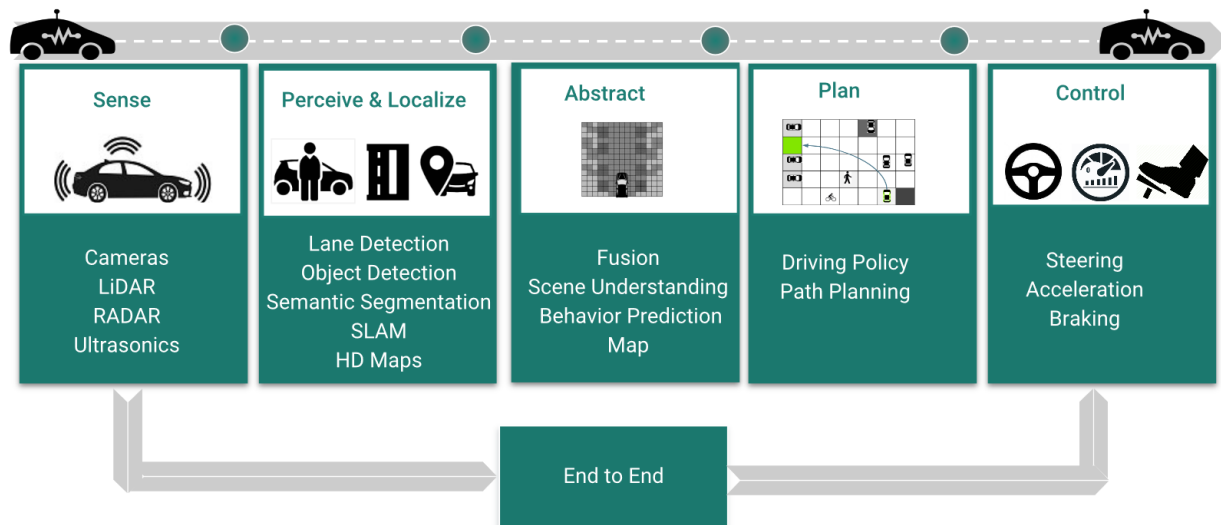 Sense
Cameras
LiDAR
RADAR
Ultrasonics
Perceive & Localize
Lane Detection
Object Detection
Semantic Segmentation
SLAM
HD Maps
Abstract
Fusion
Scene Understanding
Behavior Prediction
Map
Plan
Driving Policy
Path Planning
Control
Steering
Acceleration
Braking
End to End